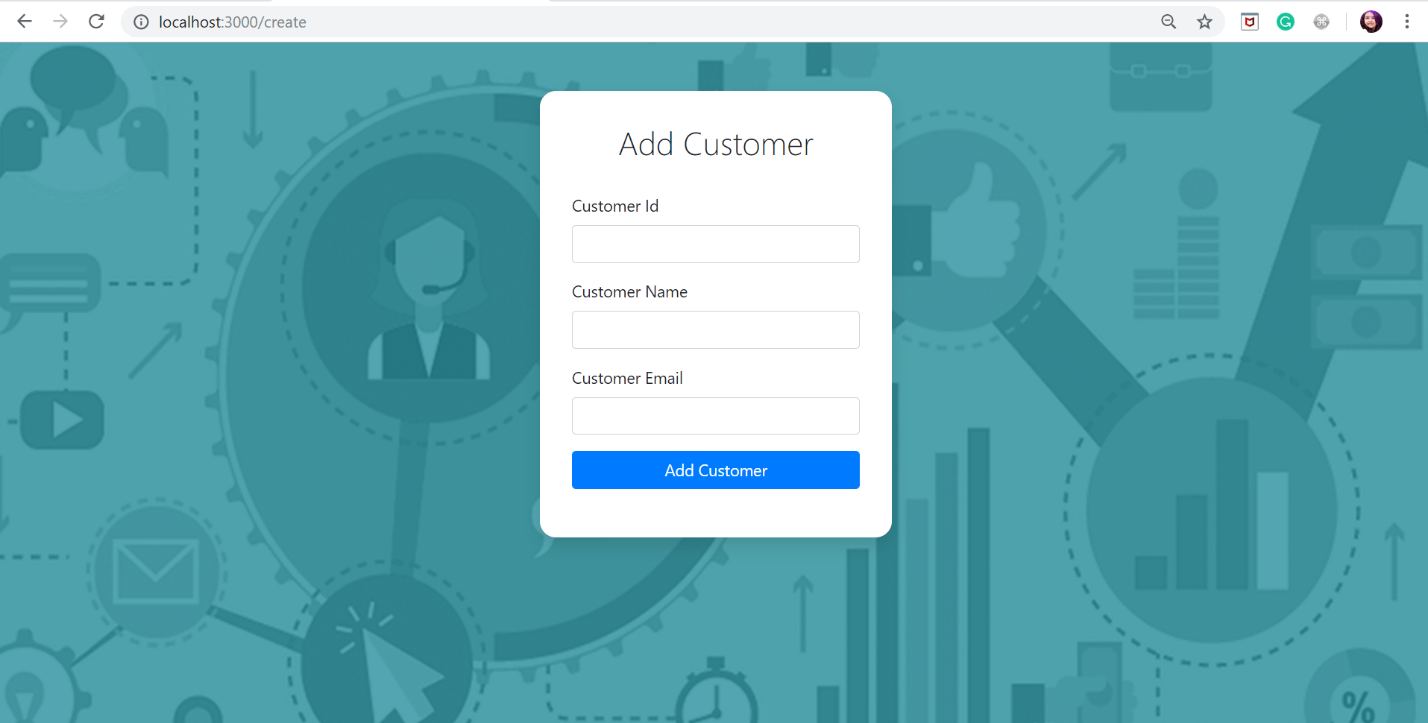 localhost:3000/create
Add Customer
Customer Id
Customer Name
Customer Email
Add Customer
%